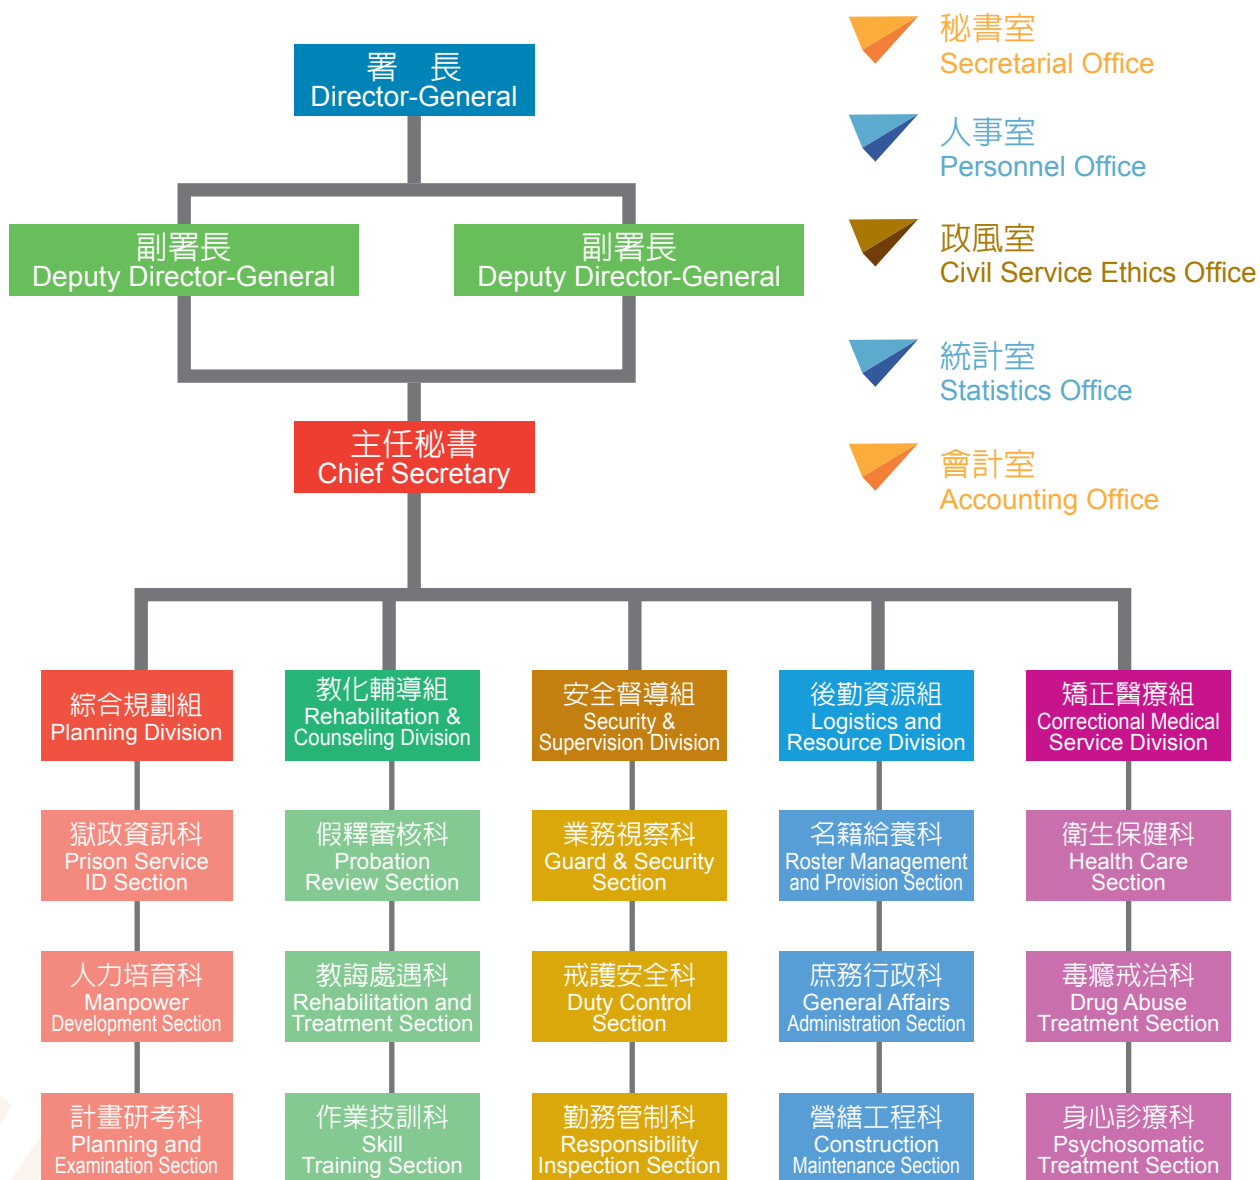 署 長
Director-General
副署長
Deputy Director-General
副署長
Deputy Director-General
主任秘書
Chief Secretary
秘書室
Secretarial Office
人事室
Personnel Office
政風室
Civil Service Ethics Office
統計室
Statistics Office
會計室
Accounting Office
綜合規劃組
Planning Division
獄政資訊科
Prison Service
ID Section
人力培育科
Manpower
Development Section
計畫研考科
Planning and
Examination Section
教化輔導組
Rehabilitation &
Counseling Division
假釋審核科
Probation
Review Section
教誨處遇科
Rehabilitation and
Treatment Section
作業技訓科
Skill
Training Section
安全督導組
Security &
Supervision Division
業務視察科
Guard & Security
Section
戒護安全科
Duty Control
Section
勤務管制科
Responsibility
Inspection Section
後勤資源組
Logistics and
Resource Division
名籍給養科
Roster Management
and Provision Section
庶務行政科
General Affairs
Administration Section
營繕工程科
Construction
Maintenance Section
矯正醫療組
Correctional Medical
Service Division
衛生保健科
Health Care
Section
毒癮戒治科
Drug Abuse
Treatment Section
身心診療科
Psychosomatic
Treatment Section